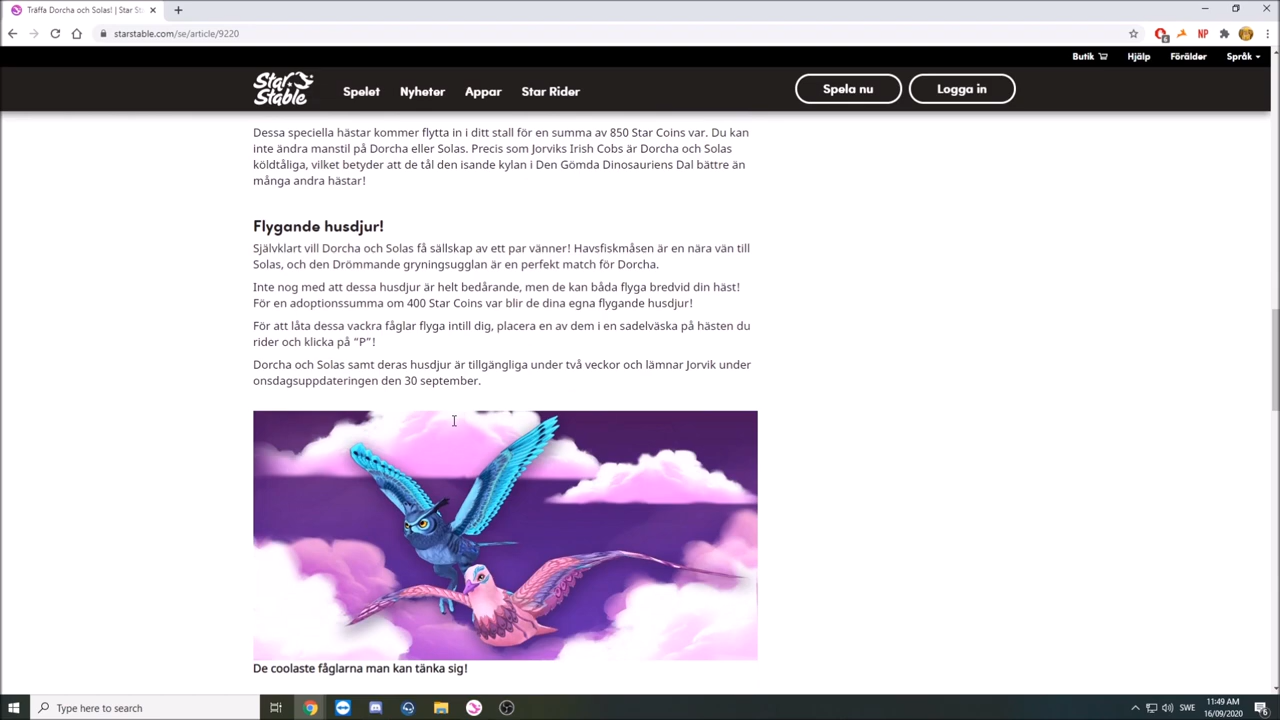 Träffa Dorcha och Solas! | Star St
starstable.com/se/article/9220
6
NP
Butik
Hjälp
Förälder
Språk
Star Stable
Spelet
Nyheter
Appar
Star Rider
Spela nu
Logga in
Dessa speciella hästar kommer flytta in i ditt stall för en summa av 850 Star Coins var. Du kan
inte ändra manstil på Dorcha eller Solas. Precis som Jorviks Irish Cobs är Dorcha och Solas
köldtåliga, vilket betyder att de tål den isande kylan i Den Gömda Dinosauriens Dal bättre än
många andra hästar!
Flygande husdjur!
Självklart vill Dorcha och Solas få sällskap av ett par vänner! Havsfiskmåsen är en nära vän till
Solas, och den Drömmande gryningsugglan är en perfekt match för Dorcha.
Inte nog med att dessa husdjur är helt bedårande, men de kan båda flyga bredvid din häst!
För en adoptionssumma om 400 Star Coins var blir de dina egna flygande husdjur!
För att låta dessa vackra fåglar flyga intill dig, placera en av dem i en sadelväska på hästen du
rider och klicka på "P"!
Dorcha och Solas samt deras husdjur är tillgängliga under två veckor och lämnar Jorvik under
onsdagsuppdateringen den 30 september.
De coolaste fåglarna man kan tänka sig!
Type here to search
SWE
11:49 AM
16/09/2020
6